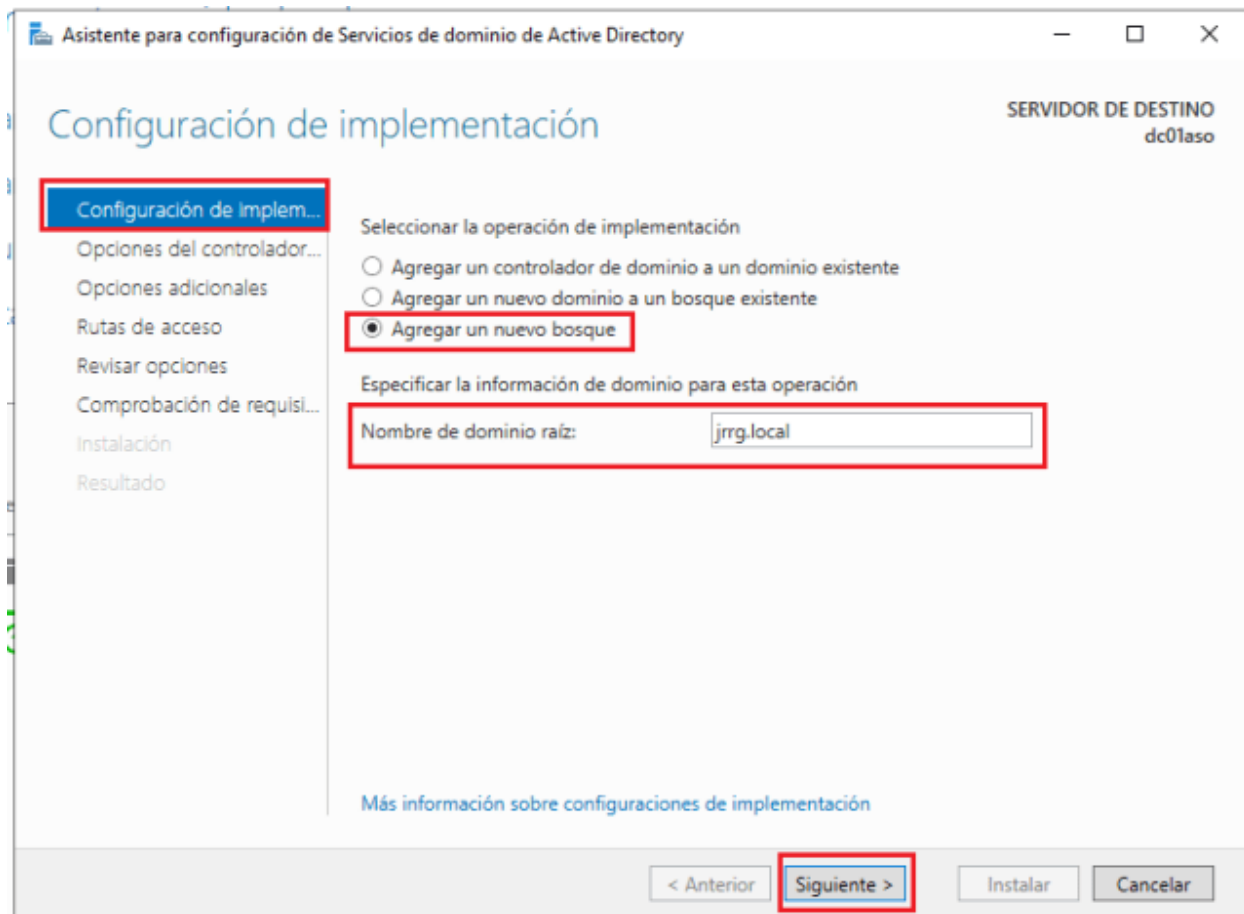 Asistente para configuración de Servicios de dominio de Active Directory
Configuración de implementación
SERVIDOR DE DESTINO
dc01aso
Configuración de implem...
Opciones del controlador...
Opciones adicionales
Rutas de acceso
Revisar opciones
Comprobación de requisi...
Instalación
Resultado
Seleccionar la operación de implementación
Agregar un controlador de dominio a un dominio existente
Agregar un nuevo dominio a un bosque existente
Agregar un nuevo bosque
Especificar la información de dominio para esta operación
Nombre de dominio raíz: jrrg.local
Más información sobre configuraciones de implementación
< Anterior Siguiente > Instalar Cancelar